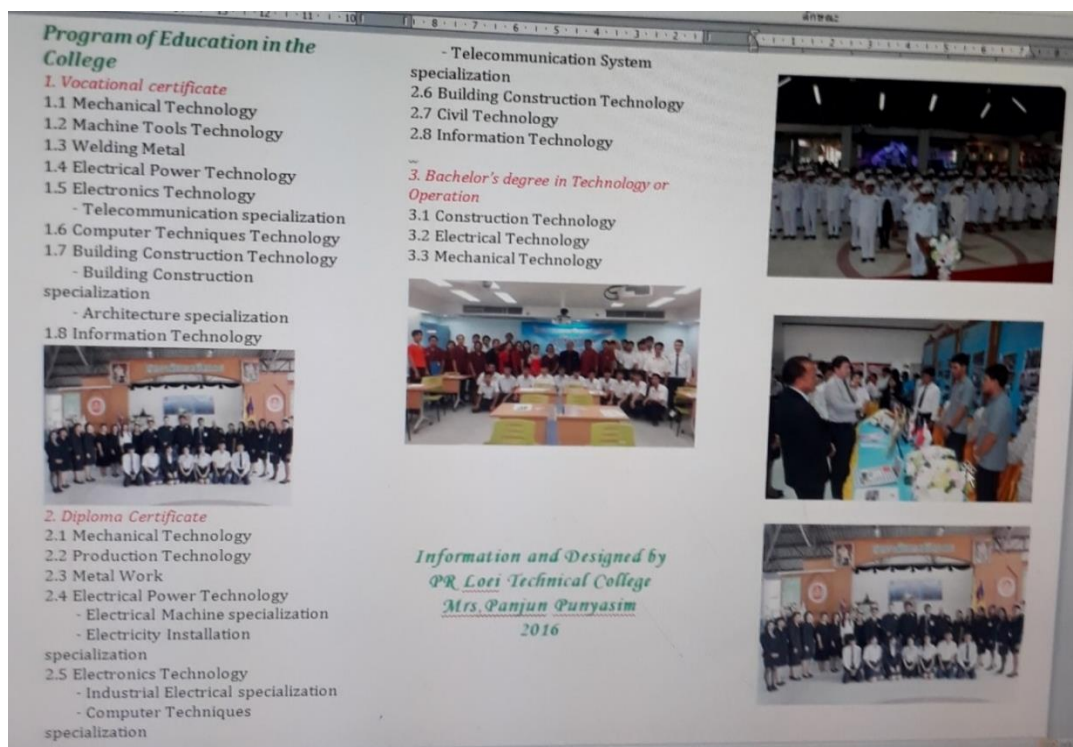 Program of Education in the
College
1. Vocational certificate
1.1 Mechanical Technology
1.2 Machine Tools Technology
1.3 Welding Metal
1.4 Electrical Power Technology
1.5 Electronics Technology
- Telecommunication specialization
1.6 Computer Techniques Technology
1.7 Building Construction Technology
- Building Construction
specialization
- Architecture specialization
1.8 Information Technology
2. Diploma Certificate
2.1 Mechanical Technology
2.2 Production Technology
2.3 Metal Work
2.4 Electrical Power Technology
- Electrical Machine specialization
- Electricity Installation
specialization
2.5 Electronics Technology
- Industrial Electrical specialization
- Computer Techniques
specialization
- Telecommunication System
specialization
2.6 Building Construction Technology
2.7 Civil Technology
2.8 Information Technology
3. Bachelor's degree in Technology or
Operation
3.1 Construction Technology
3.2 Electrical Technology
3.3 Mechanical Technology
Information and Designed by
PR Loei Technical College
Mrs.Panjun Punyasim
2016